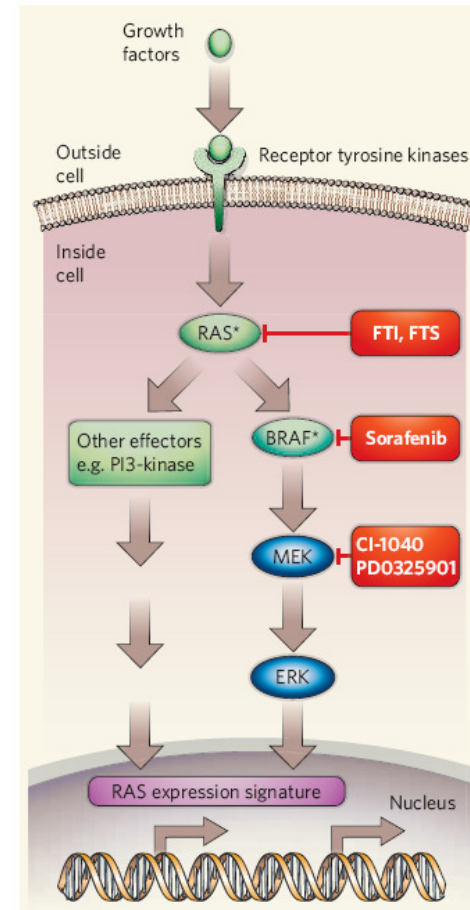 Growth
factors
Outside
cell
Receptor tyrosine kinases
Inside
cell
RAS*
FTI, FTS
Other effectors
e.g. PI3-kinase
BRAF*
Sorafenib
MEK
CI-1040
PD0325901
ERK
RAS expression signature
Nucleus